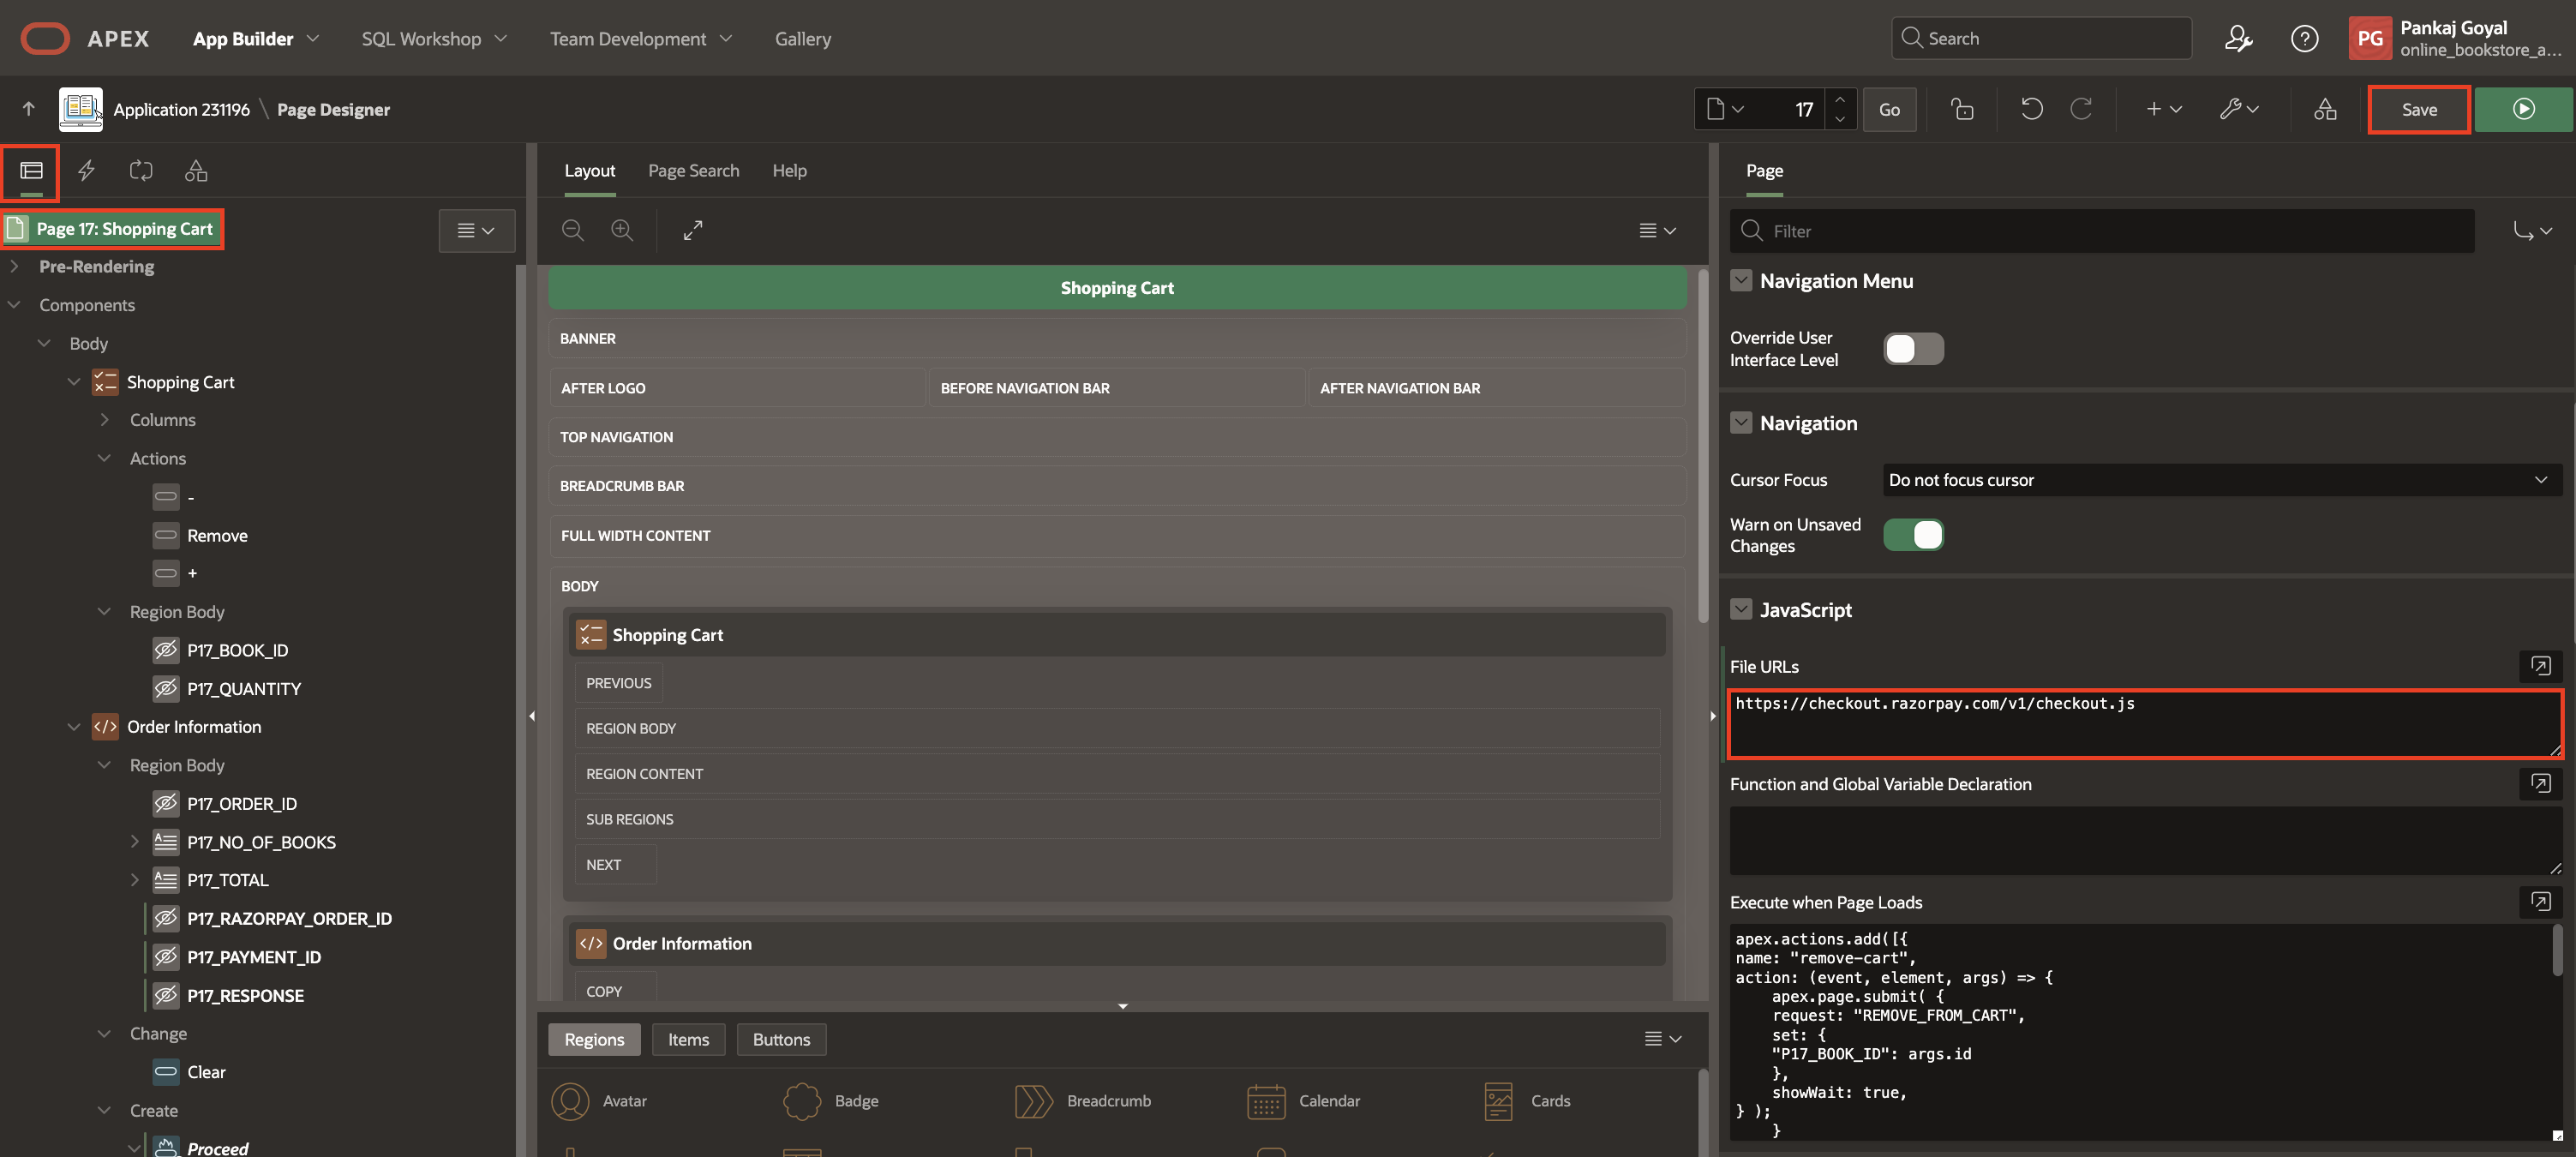 APEX App Builder SQL Workshop Team Development Gallery Search PG Pankaj Goyal
online_bookstore_a...
Application 231196 \ Page Designer 17 Go Save
Layout Page Search Help
Page
Page 17: Shopping Cart
Filter
Pre-Rendering
Components
Body
Shopping Cart
Columns
Actions
-
Remove
+
Region Body
P17_BOOK_ID
P17_QUANTITY
Order Information
Region Body
P17_ORDER_ID
P17_NO_OF_BOOKS
P17_TOTAL
P17_RAZORPAY_ORDER_ID
P17_PAYMENT_ID
P17_RESPONSE
Change
Clear
Create
Proceed
Shopping Cart
BANNER
AFTER LOGO BEFORE NAVIGATION BAR AFTER NAVIGATION BAR
TOP NAVIGATION
BREADCRUMB BAR
FULL WIDTH CONTENT
BODY
Shopping Cart
PREVIOUS
REGION BODY
REGION CONTENT
SUB REGIONS
NEXT
Order Information
COPY
Regions Items Buttons
Avatar Badge Breadcrumb Calendar Cards
Navigation Menu
Override User
Interface Level
Navigation
Cursor Focus Do not focus cursor
Warn on Unsaved
Changes
JavaScript
File URLs
https://checkout.razorpay.com/v1/checkout.js
Function and Global Variable Declaration
Execute when Page Loads
apex.actions.add([{
name: "remove-cart",
action: (event, element, args) => {
apex.page.submit( {
request: "REMOVE_FROM_CART",
set: {
"P17_BOOK_ID": args.id
},
showWait: true,
} );
}